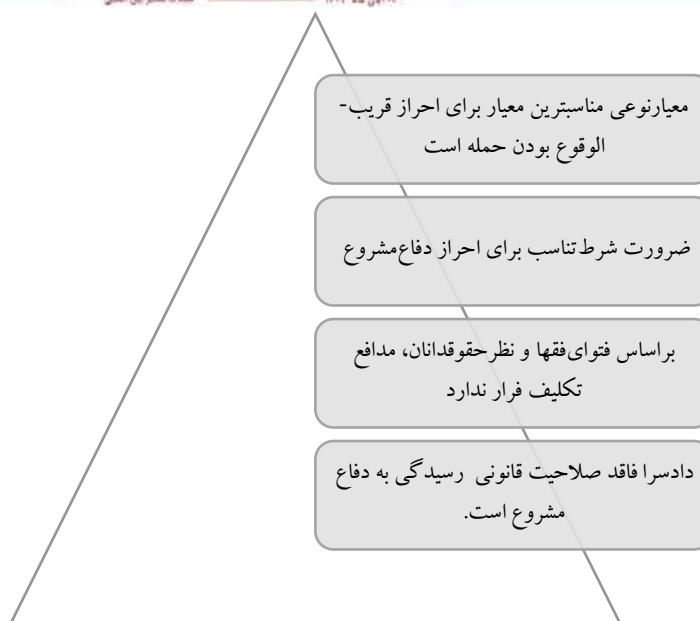 معیارنوعی مناسبترین معیار برای احراز قریب-
الوقوع بودن حمله است
ضرورت شرط تناسب برای احراز دفاع‌مشروع
براساس فتوای‌فقها و نظرحقوقدانان، مدافع
تکلیف فرار ندارد
دادسرا فاقد صلاحیت قانونی رسیدگی به دفاع
مشروع است.